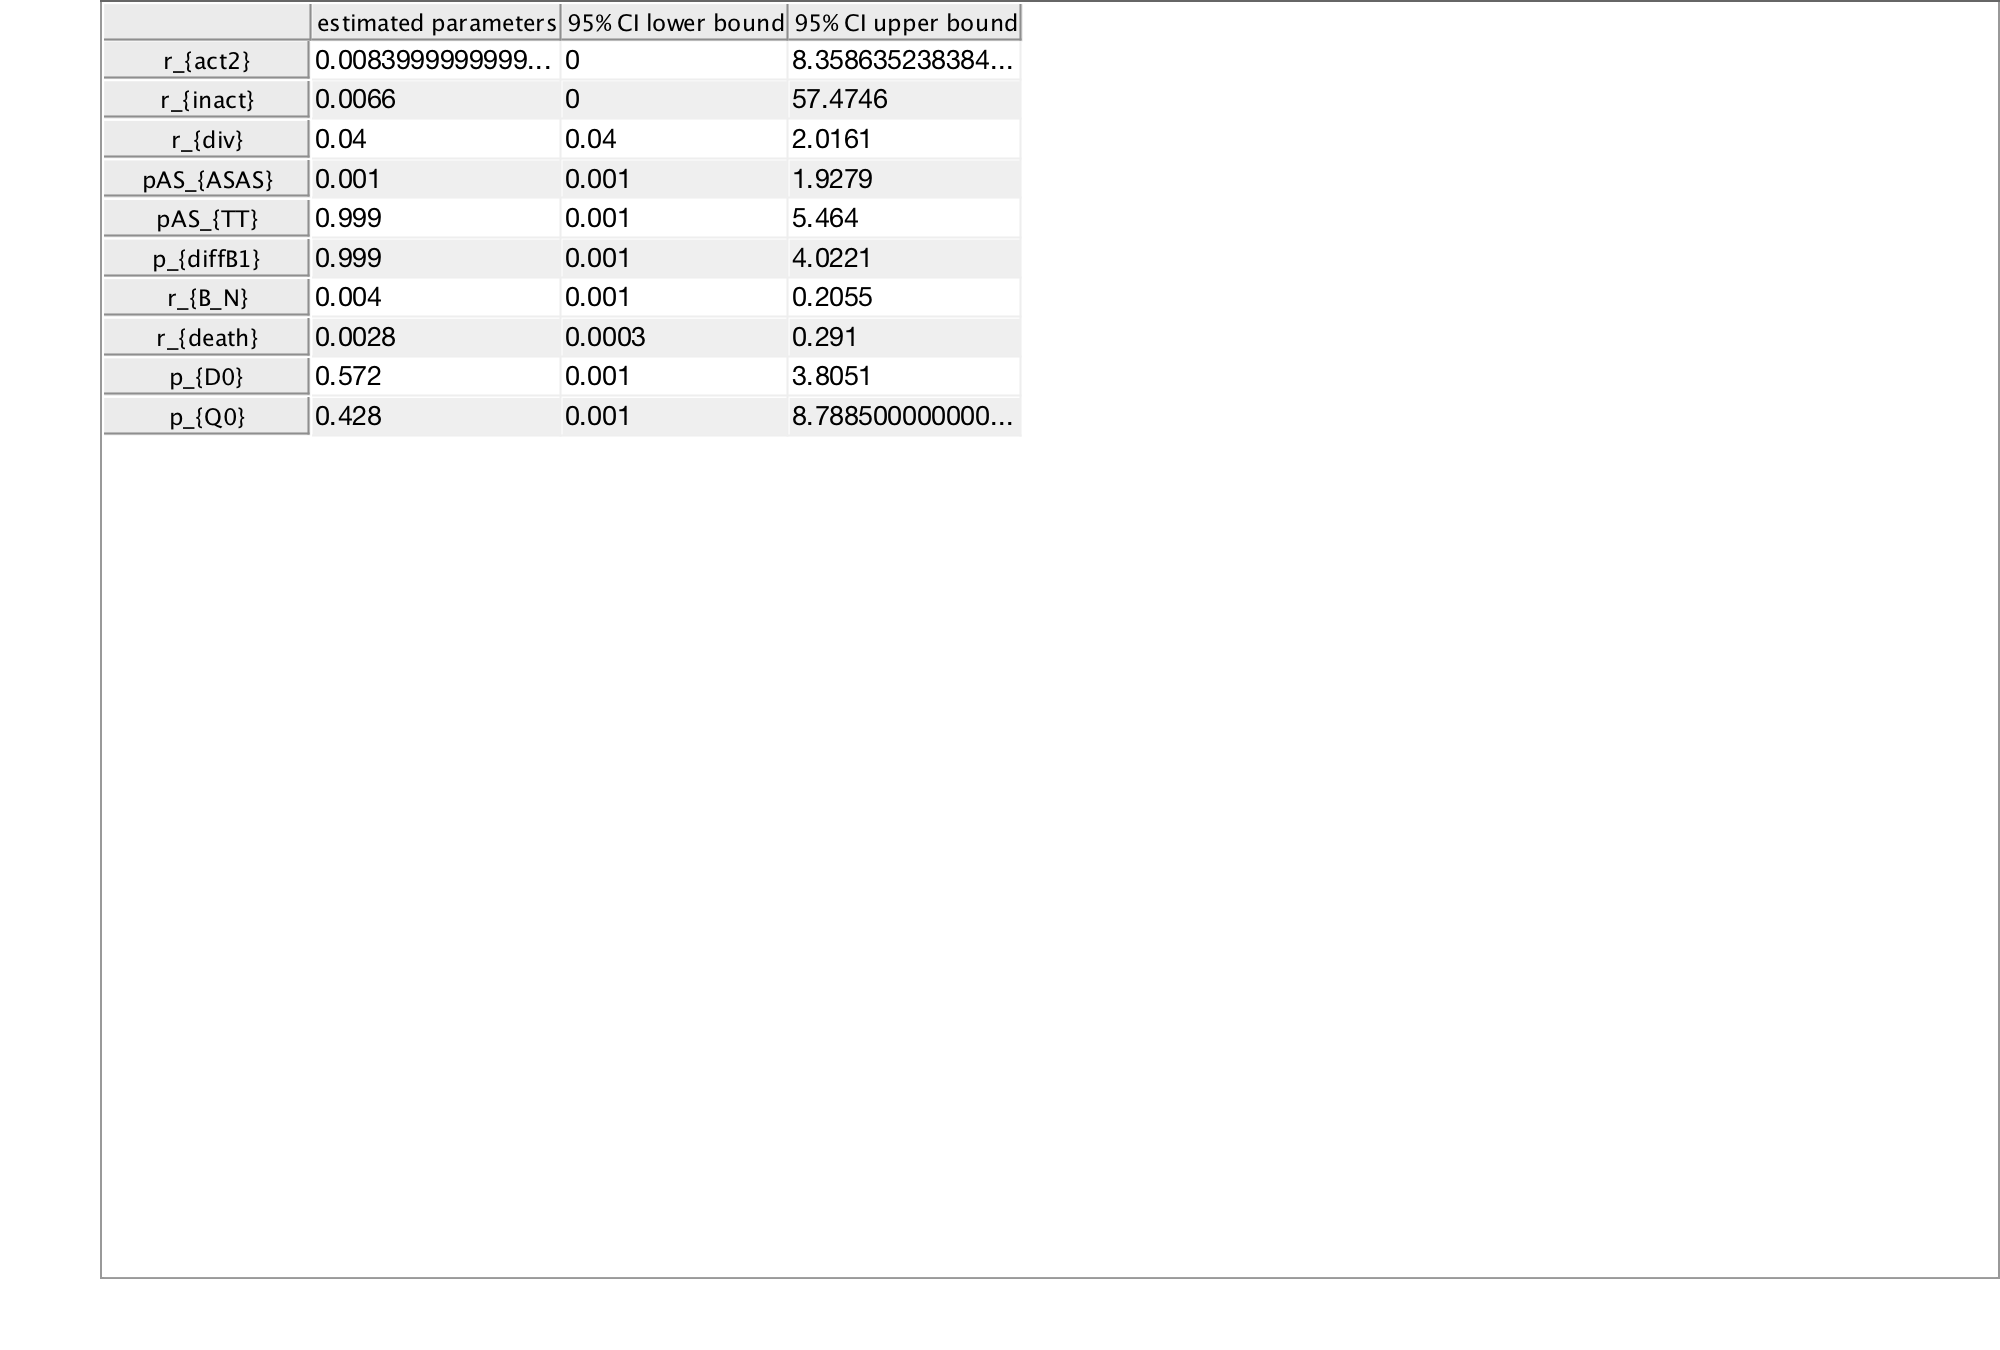 estimated parameters 95% CI lower bound 95% CI upper bound
r_{act2} 0.0083999999999... 0 8.358635238384...
r_{inact} 0.0066 0 57.4746
r_{div} 0.04 0.04 2.0161
pAS_{ASAS} 0.001 0.001 1.9279
pAS_{TT} 0.999 0.001 5.464
p_{diffB1} 0.999 0.001 4.0221
r_{B_N} 0.004 0.001 0.2055
r_{death} 0.0028 0.0003 0.291
p_{D0} 0.572 0.001 3.8051
p_{Q0} 0.428 0.001 8.788500000000...